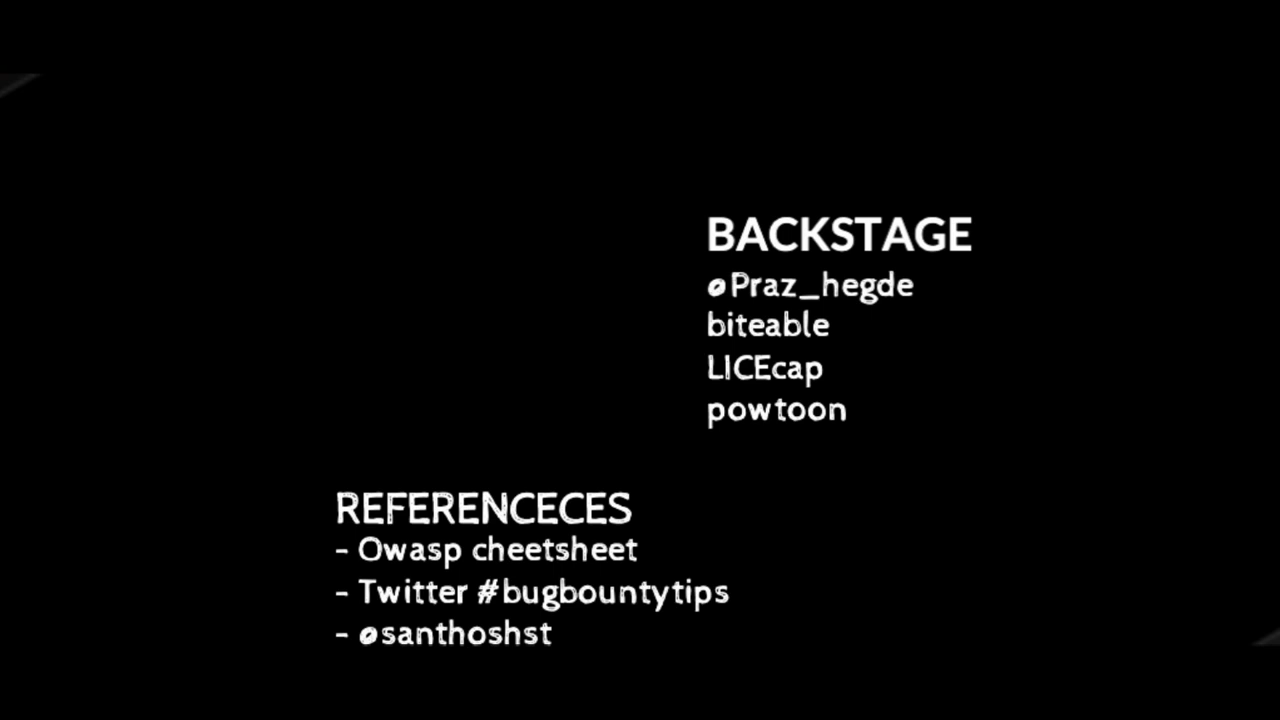 BACKSTAGE
@Praz_hegde
biteable
LICEcap
powtoon
REFERENCECES
- Owasp cheetsheet
- Twitter #bugbountytips
- @santhoshst